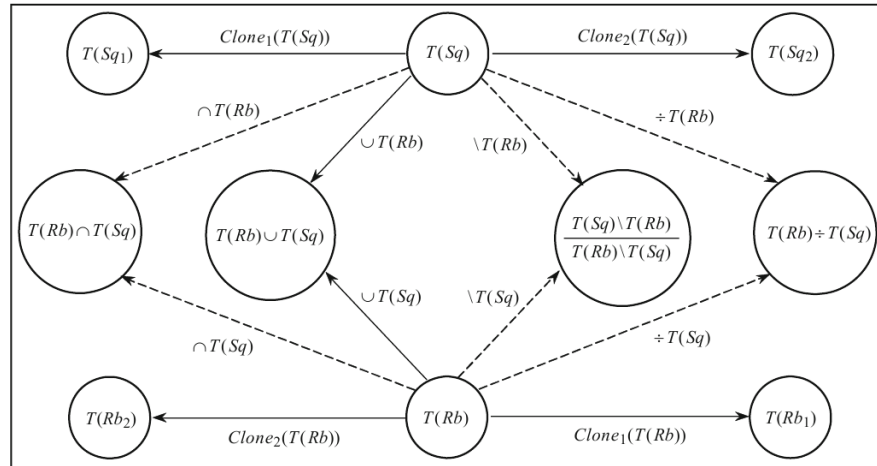 T(Sq₁) Clone₁(T(Sq)) T(Sq) Clone₂(T(Sq)) T(Sq₂)
∩T(Rb) ∪T(Rb) \T(Rb) ÷T(Rb)
T(Rb)∩T(Sq) T(Rb)∪T(Sq) T(Sq)\T(Rb) T(Rb)÷T(Sq)
T(Rb)\T(Sq)
∩T(Sq) ∪T(Sq) \T(Sq) ÷T(Sq)
T(Rb₂) Clone₂(T(Rb)) T(Rb) Clone₁(T(Rb)) T(Rb₁)